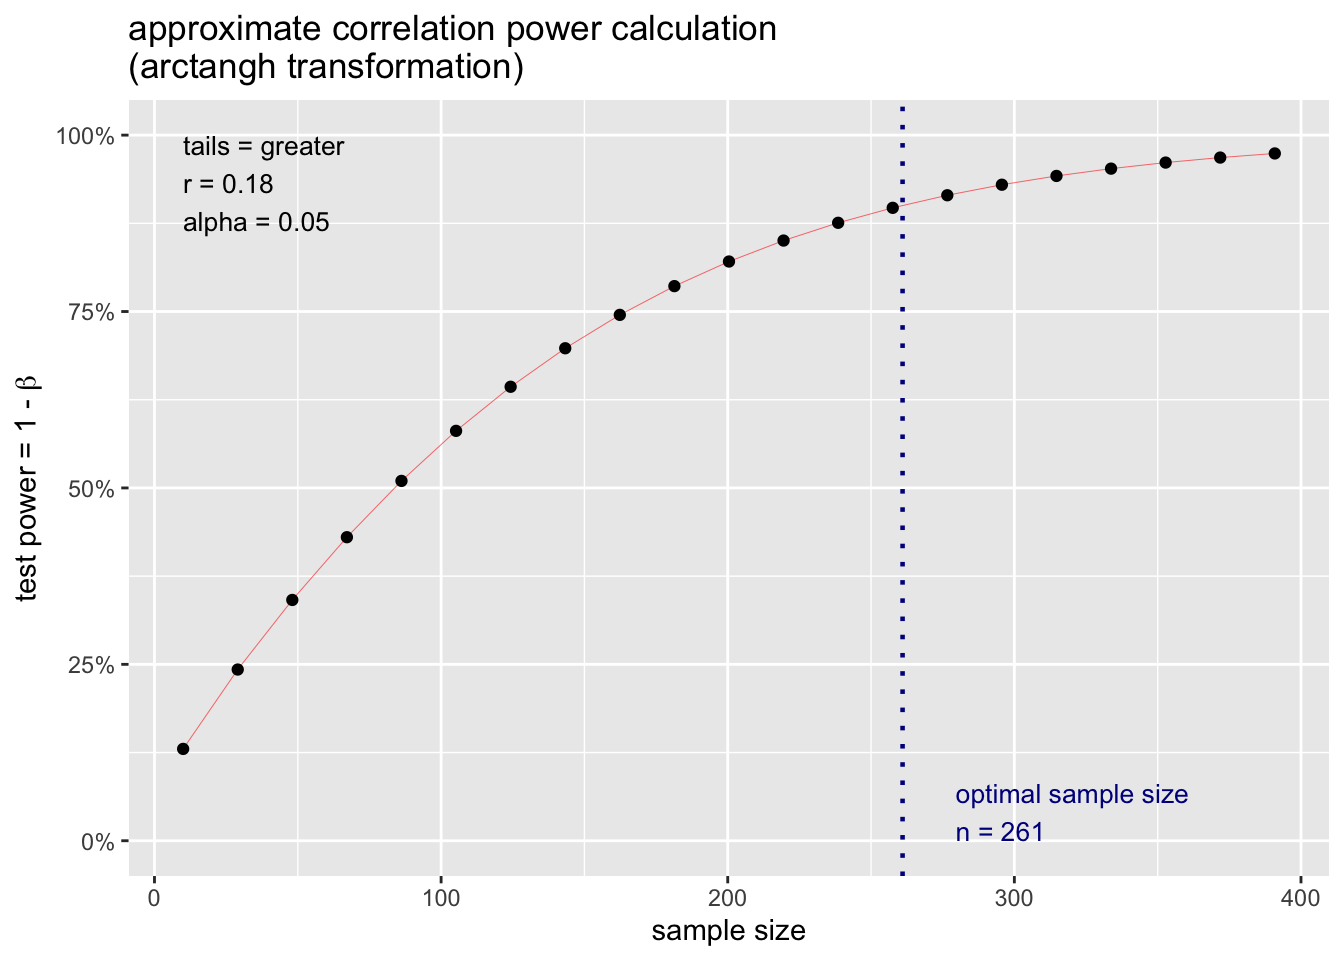 approximate correlation power calculation
(arctangh transformation)
100%
75%
50%
25%
0%
test power = 1 - β
tails = greater
r = 0.18
alpha = 0.05
optimal sample size
n = 261
0
100
200
300
400
sample size